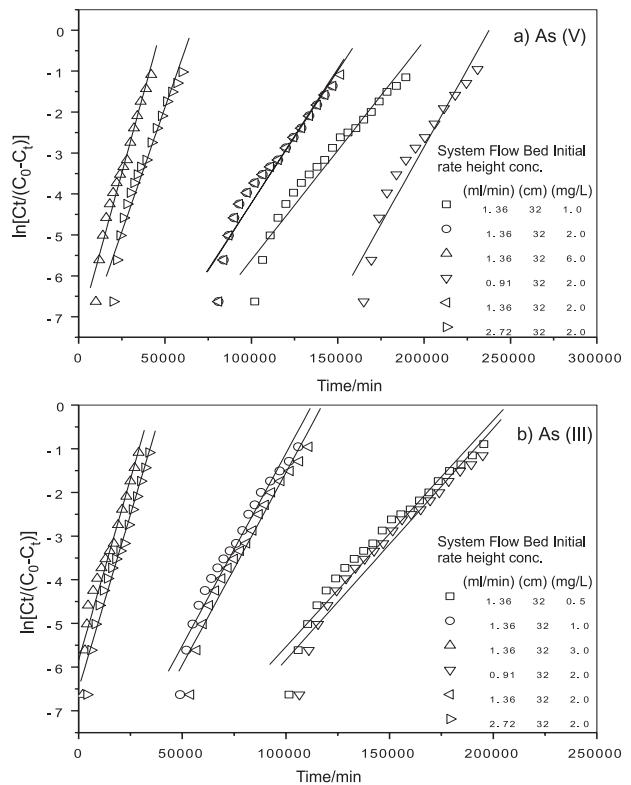 0
-1
-2
-3
-4
-5
-6
-7
ln[Ct/(C0-Ct)]
a) As (V)
System Flow Bed Initial
rate height conc.
(ml/min) (cm) (mg/L)
1.36 32 1.0
1.36 32 2.0
1.36 32 6.0
0.91 32 2.0
1.36 32 2.0
2.72 32 2.0
0 50000 100000 150000 200000 250000 300000
Time/min
0
-1
-2
-3
-4
-5
-6
-7
ln[Ct/(C0-Ct)]
b) As (III)
System Flow Bed Initial
rate height conc.
(ml/min) (cm) (mg/L)
1.36 32 0.5
1.36 32 1.0
1.36 32 3.0
0.91 32 2.0
1.36 32 2.0
2.72 32 2.0
0 50000 100000 150000 200000 250000
Time/min